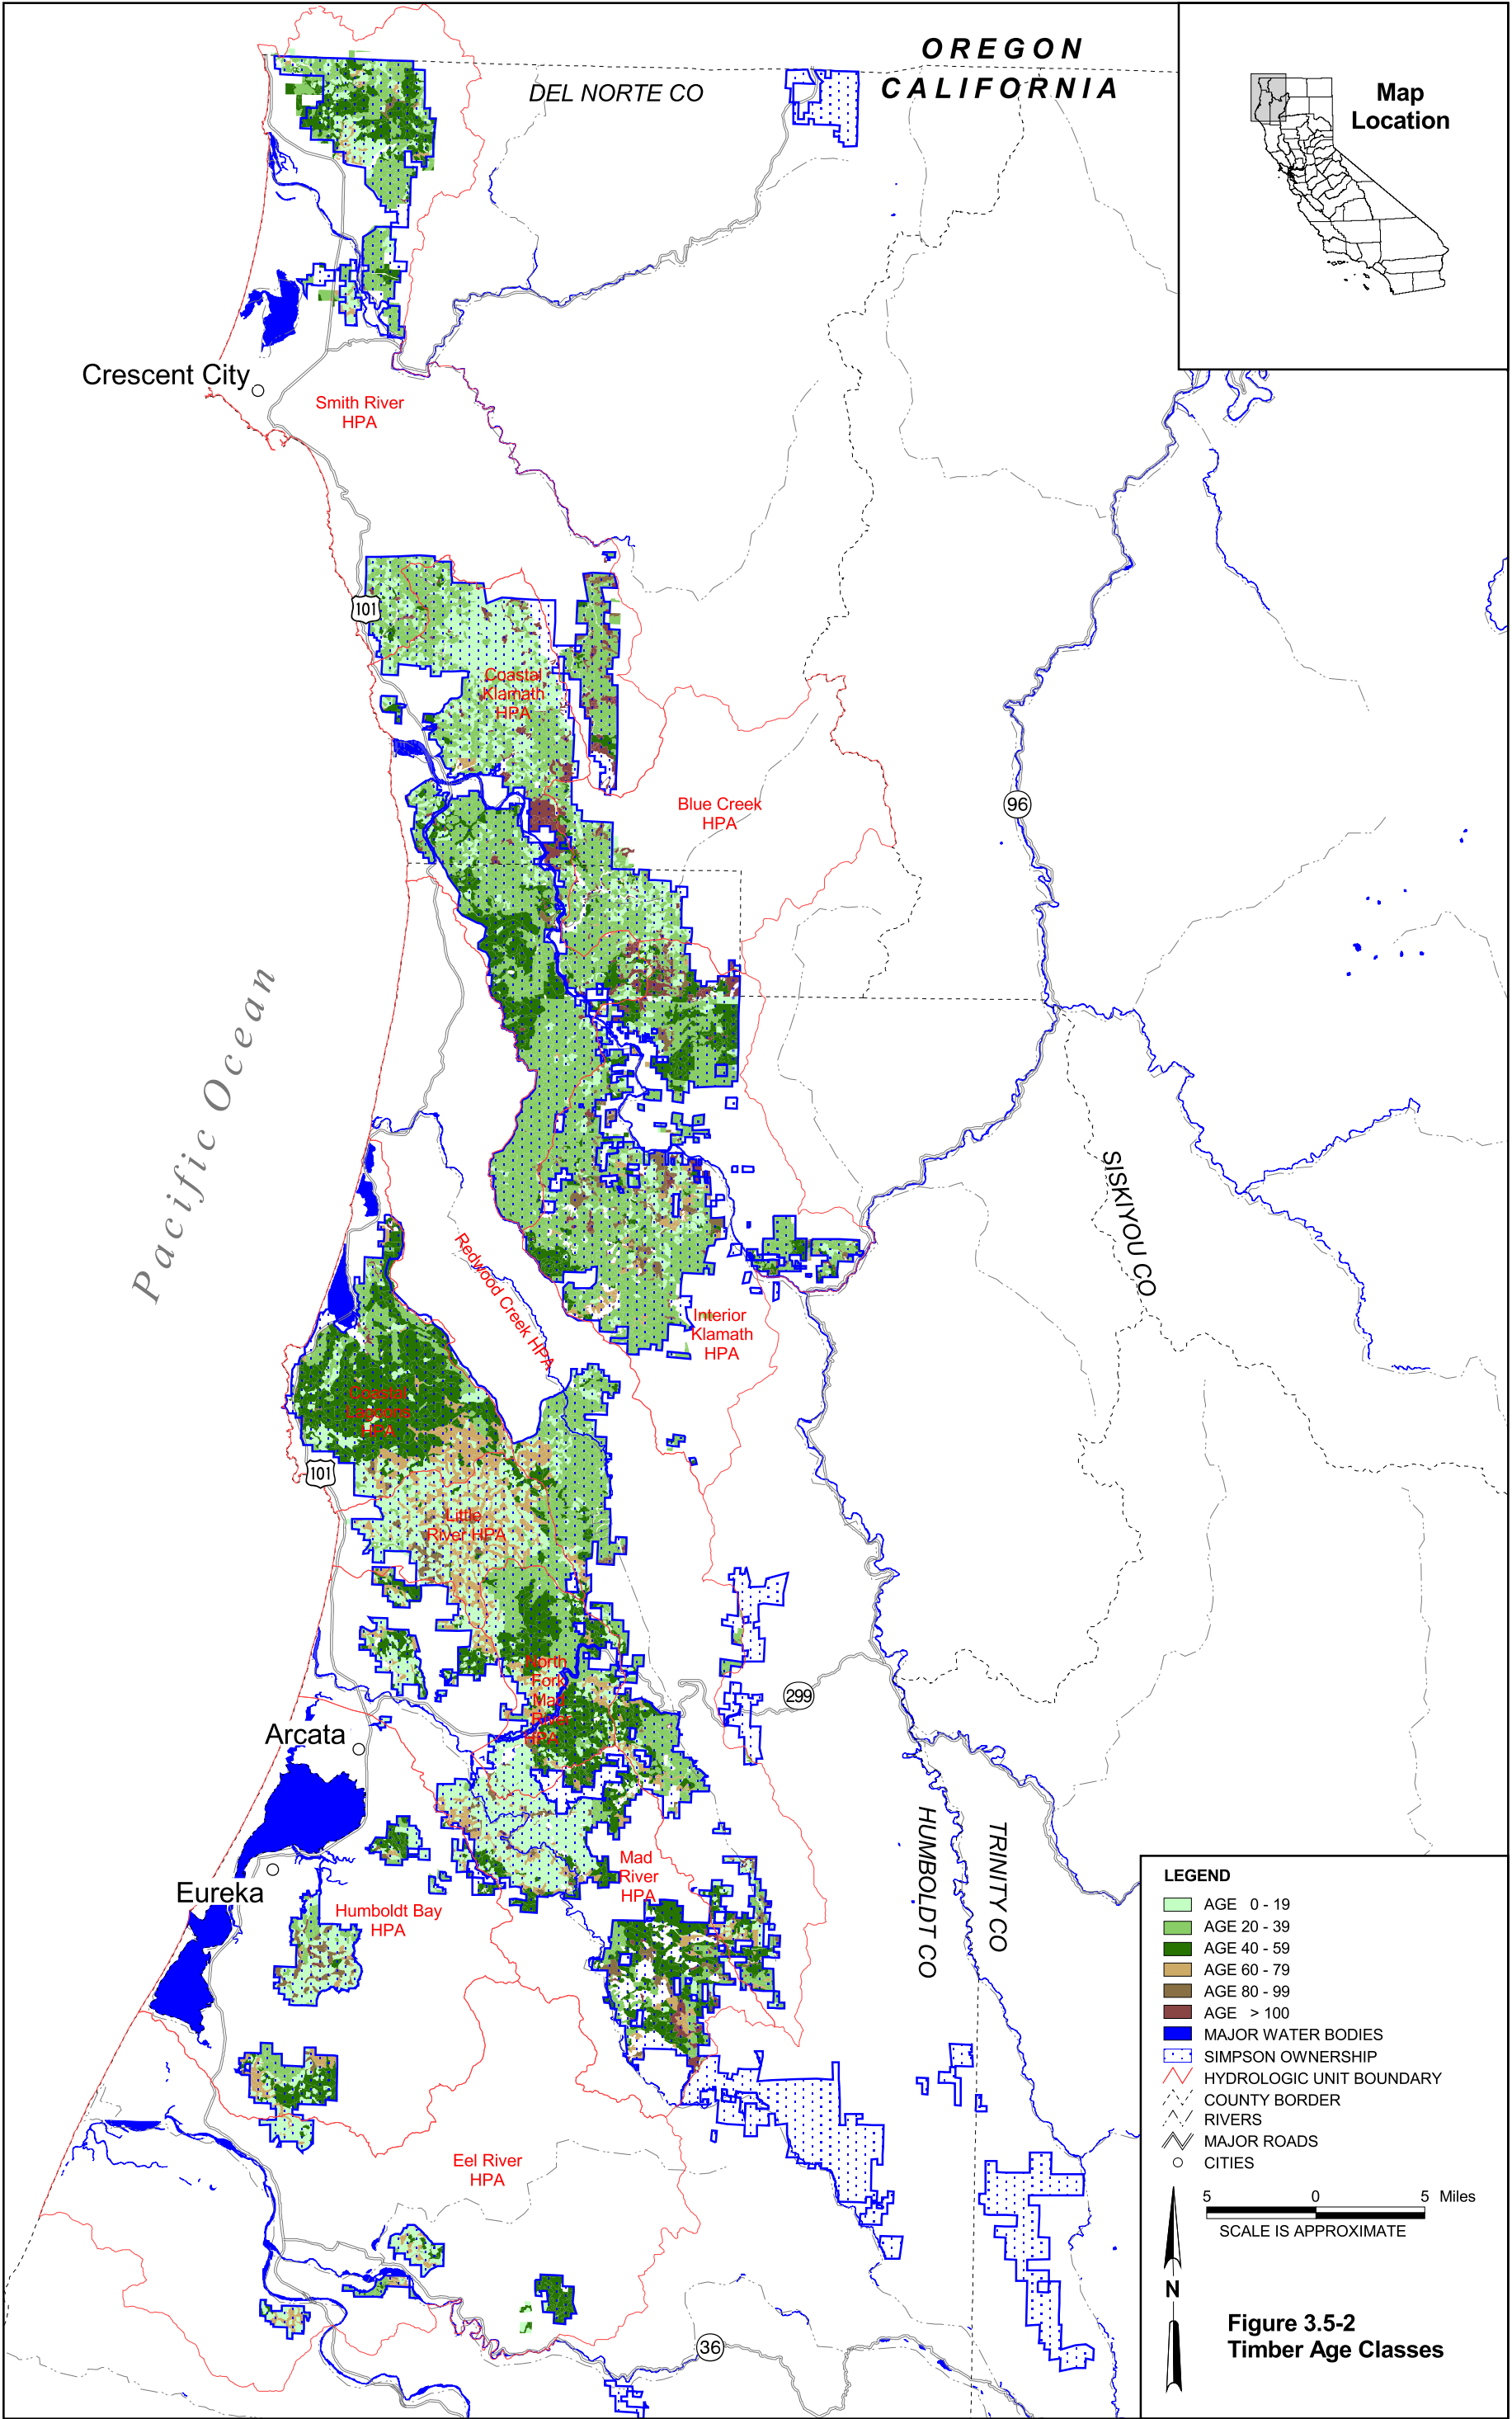 OREGON
CALIFORNIA
DEL NORTE CO
Map
Location
Crescent City
Smith River
HPA
101
Coastal
Klamath
HPA
Blue Creek
HPA
96
Pacific Ocean
SISKIYOU CO
Redwood Creek HPA
Interior
Klamath
HPA
Coastal
Lagoons
HPA
101
Little
River HPA
North
Fork
Mad
River
HPA
299
Arcata
HUMBOLDT CO
TRINITY CO
Mad
River
HPA
Eureka
Humboldt Bay
HPA
Eel River
HPA
36
LEGEND
AGE 0 - 19
AGE 20 - 39
AGE 40 - 59
AGE 60 - 79
AGE 80 - 99
AGE > 100
MAJOR WATER BODIES
SIMPSON OWNERSHIP
HYDROLOGIC UNIT BOUNDARY
COUNTY BORDER
RIVERS
MAJOR ROADS
CITIES
5 0 5 Miles
SCALE IS APPROXIMATE
N
Figure 3.5-2
Timber Age Classes